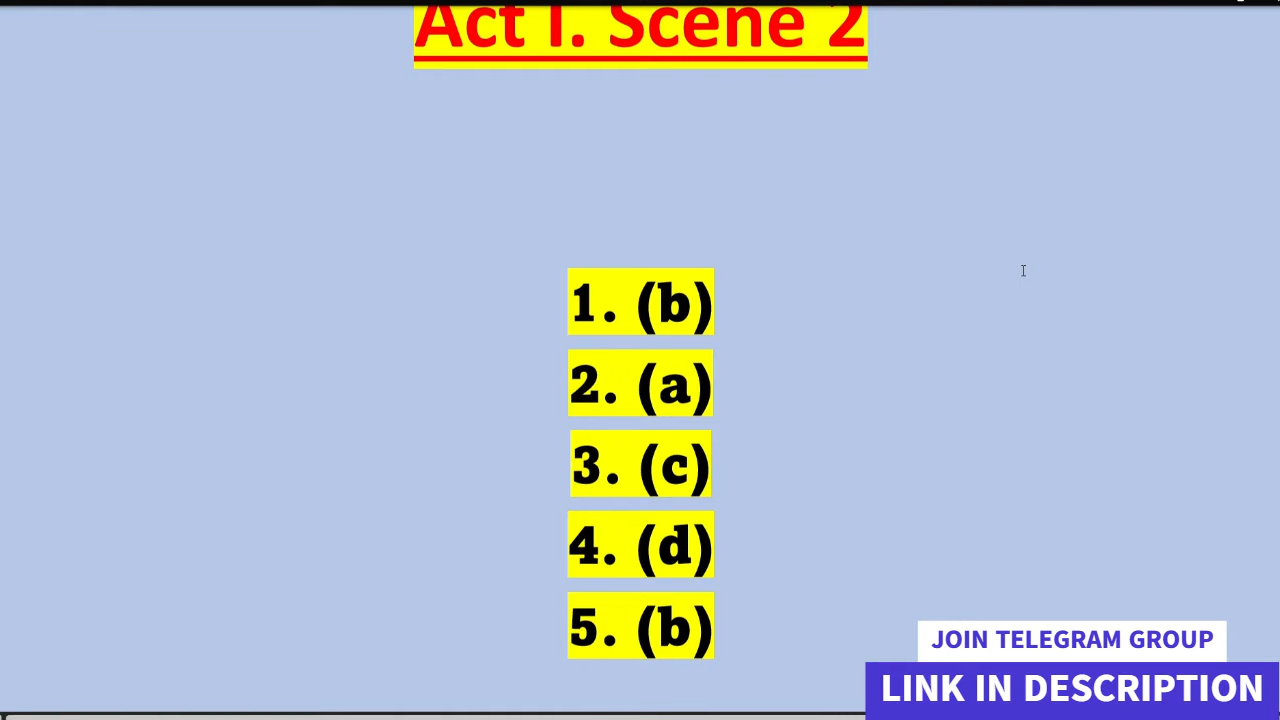 Act I. Scene 2
1. (b)
2. (a)
3. (c)
4. (d)
5. (b)
JOIN TELEGRAM GROUP
LINK IN DESCRIPTION